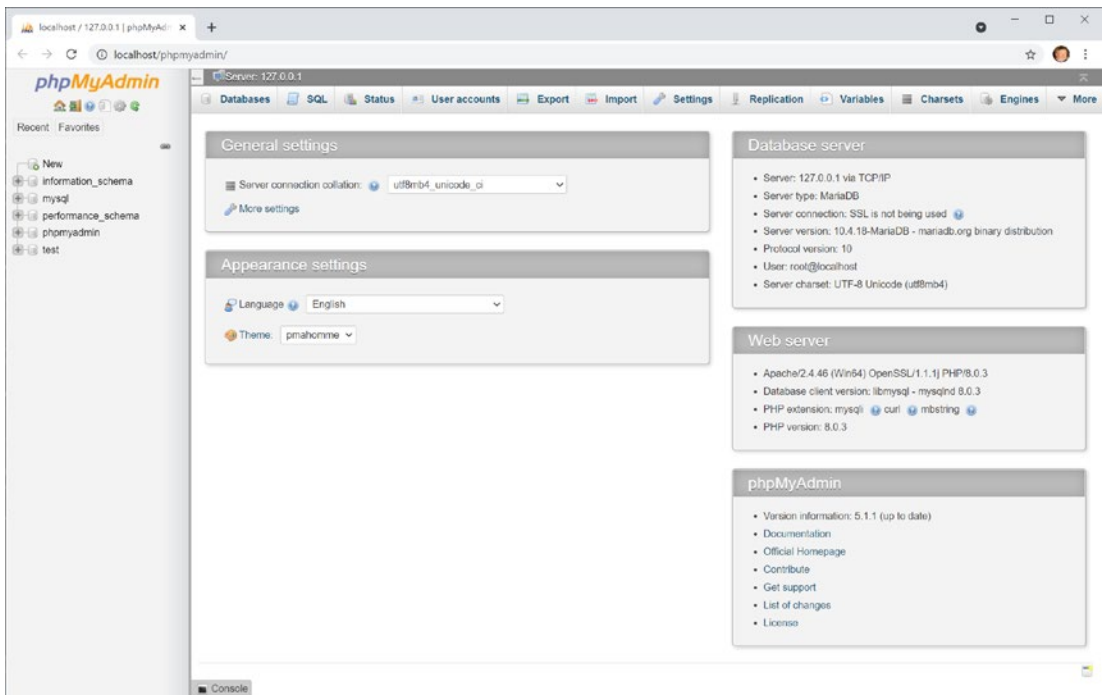 localhost / 127.0.0.1 | phpMyAdm
localhost/phpmyadmin/
phpMyAdmin
Recent Favorites
New
information_schema
mysql
performance_schema
phpmyadmin
test
Server: 127.0.0.1
Databases SQL Status User accounts Export Import Settings Replication Variables Charsets Engines More
General settings
Server connection collation: utf8mb4_unicode_ci
More settings
Appearance settings
Language English
Theme: pmahomme
Database server
• Server: 127.0.0.1 via TCP/IP
• Server type: MariaDB
• Server connection: SSL is not being used
• Server version: 10.4.18-MariaDB - mariadb.org binary distribution
• Protocol version: 10
• User: root@localhost
• Server charset: UTF-8 Unicode (utf8mb4)
Web server
• Apache/2.4.46 (Win64) OpenSSL/1.1.1j PHP/8.0.3
• Database client version: libmysql - mysqlnd 8.0.3
• PHP extension: mysqli curl mbstring
• PHP version: 8.0.3
phpMyAdmin
• Version information: 5.1.1 (up to date)
• Documentation
• Official Homepage
• Contribute
• Get support
• List of changes
• License
Console